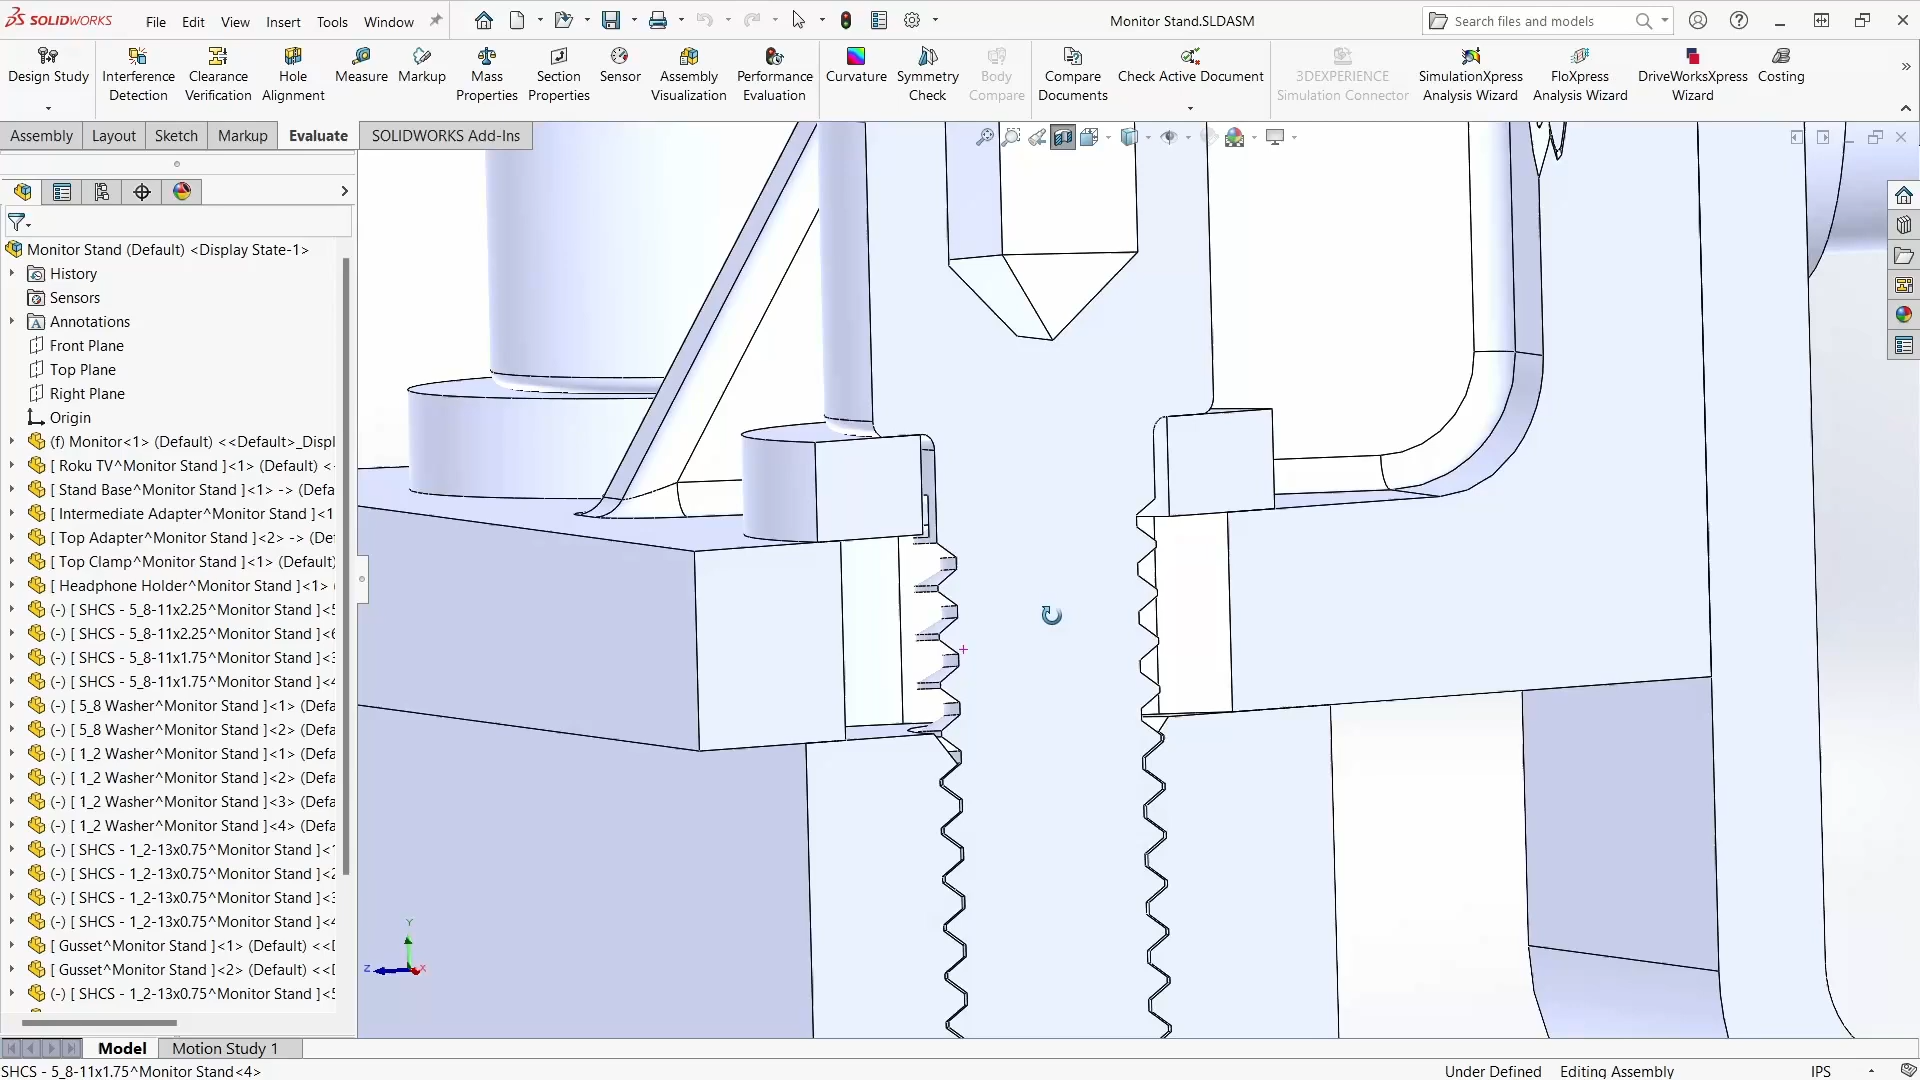 SOLIDWORKS File Edit View Insert Tools Window
Monitor Stand.SLDASM
Search files and models
Design Study
Interference Detection
Clearance Verification
Hole Alignment
Measure
Markup
Mass Properties
Section Properties
Sensor
Assembly Visualization
Performance Evaluation
Curvature
Symmetry Check
Body Compare
Compare Documents
Check Active Document
3DEXPERIENCE Simulation Connector
SimulationXpress Analysis Wizard
FloXpress Analysis Wizard
DriveWorksXpress Wizard
Costing
Assembly Layout Sketch Markup Evaluate SOLIDWORKS Add-Ins
Monitor Stand (Default) <Display State-1>
History
Sensors
Annotations
Front Plane
Top Plane
Right Plane
Origin
(f) Monitor<1> (Default) <<Default>_Displ
[ Roku TV^Monitor Stand ]<1> (Default) <
[ Stand Base^Monitor Stand ]<1> -> (Defa
[ Intermediate Adapter^Monitor Stand ]<1
[ Top Adapter^Monitor Stand ]<2> -> (De
[ Top Clamp^Monitor Stand ]<1> (Default)
[ Headphone Holder^Monitor Stand ]<1> (
(-) [ SHCS - 5_8-11x2.25^Monitor Stand ]<5
(-) [ SHCS - 5_8-11x2.25^Monitor Stand ]<6
(-) [ SHCS - 5_8-11x1.75^Monitor Stand ]<3
(-) [ SHCS - 5_8-11x1.75^Monitor Stand ]<4
(-) [ 5_8 Washer^Monitor Stand ]<1> (Defa
(-) [ 5_8 Washer^Monitor Stand ]<2> (Defa
(-) [ 1_2 Washer^Monitor Stand ]<1> (Defa
(-) [ 1_2 Washer^Monitor Stand ]<2> (Defa
(-) [ 1_2 Washer^Monitor Stand ]<3> (Defa
(-) [ 1_2 Washer^Monitor Stand ]<4> (Defa
(-) [ SHCS - 1_2-13x0.75^Monitor Stand ]<1
(-) [ SHCS - 1_2-13x0.75^Monitor Stand ]<2
(-) [ SHCS - 1_2-13x0.75^Monitor Stand ]<3
(-) [ SHCS - 1_2-13x0.75^Monitor Stand ]<4
[ Gusset^Monitor Stand ]<1> (Default) <<D
[ Gusset^Monitor Stand ]<2> (Default) <<D
(-) [ SHCS - 1_2-13x0.75^Monitor Stand ]<5
Y
Z
X
Model Motion Study 1
SHCS - 5_8-11x1.75^Monitor Stand<4>
Under Defined Editing Assembly IPS